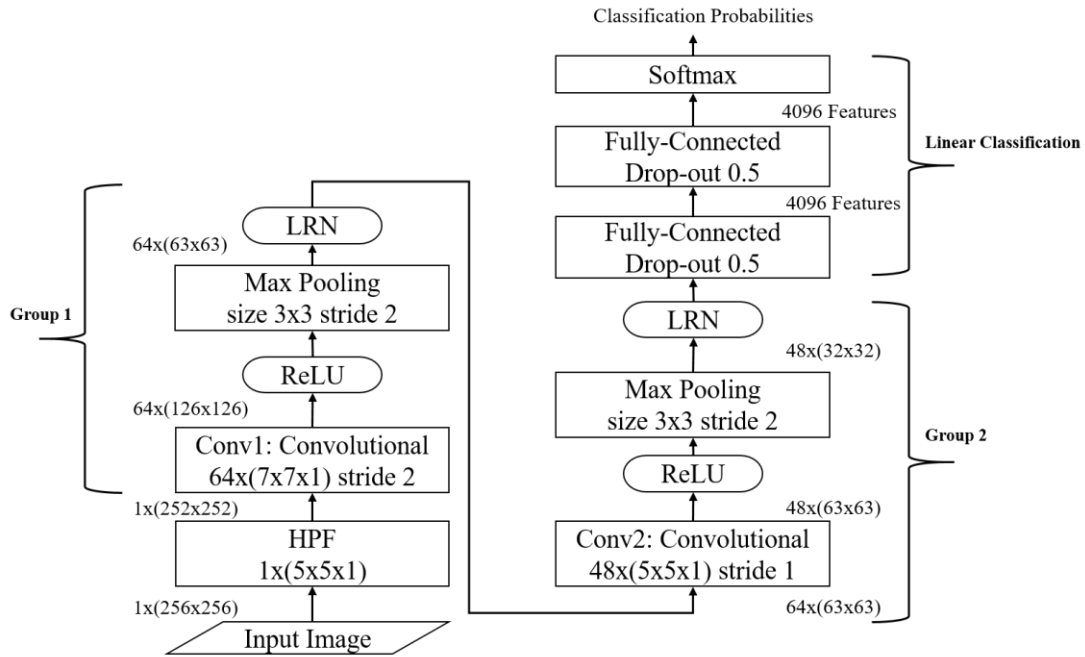 Classification Probabilities
Softmax
4096 Features
Fully-Connected
Drop-out 0.5
Linear Classification
4096 Features
Fully-Connected
Drop-out 0.5
LRN
64x(63x63)
Max Pooling
size 3x3 stride 2
Group 1
ReLU
64x(126x126)
Conv1: Convolutional
64x(7x7x1) stride 2
1x(252x252)
HPF
1x(5x5x1)
1x(256x256)
Input Image
LRN
48x(32x32)
Max Pooling
size 3x3 stride 2
Group 2
ReLU
48x(63x63)
Conv2: Convolutional
48x(5x5x1) stride 1
64x(63x63)